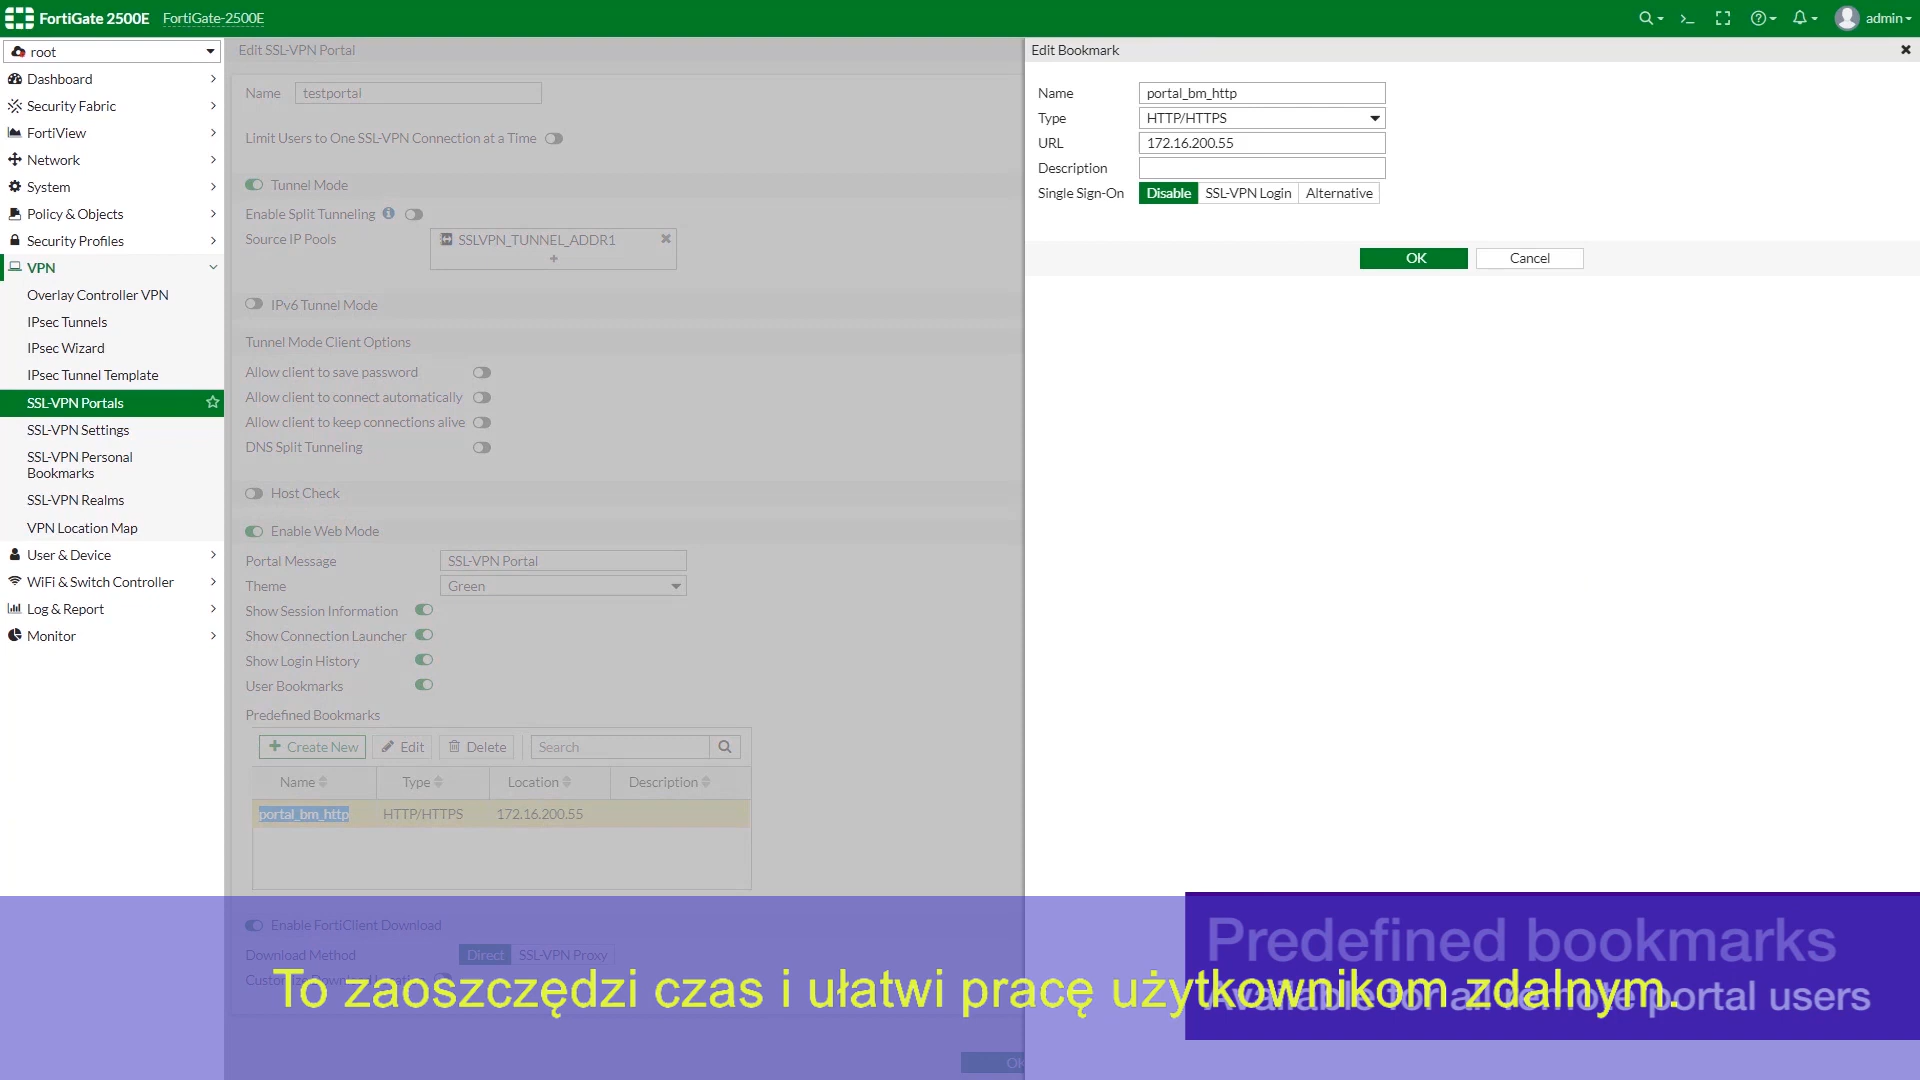 FortiGate 2500E FortiGate-2500E admin
root
Dashboard
Security Fabric
FortiView
Network
System
Policy & Objects
Security Profiles
VPN
Overlay Controller VPN
IPsec Tunnels
IPsec Wizard
IPsec Tunnel Template
SSL-VPN Portals
SSL-VPN Settings
SSL-VPN Personal
Bookmarks
SSL-VPN Realms
VPN Location Map
User & Device
WiFi & Switch Controller
Log & Report
Monitor
Edit SSL-VPN Portal
Name testportal
Limit Users to One SSL-VPN Connection at a Time
Tunnel Mode
Enable Split Tunneling
Source IP Pools SSLVPN_TUNNEL_ADDR1
IPv6 Tunnel Mode
Tunnel Mode Client Options
Allow client to save password
Allow client to connect automatically
Allow client to keep connections alive
DNS Split Tunneling
Host Check
Enable Web Mode
Portal Message SSL-VPN Portal
Theme Green
Show Session Information
Show Connection Launcher
Show Login History
User Bookmarks
Predefined Bookmarks
Create New Edit Delete Search
Name Type Location Description
portal_bm_http HTTP/HTTPS 172.16.200.55
Enable FortiClient Download
Download Method Direct SSL-VPN Proxy
OK
Edit Bookmark
Name portal_bm_http
Type HTTP/HTTPS
URL 172.16.200.55
Description
Single Sign-On Disable SSL-VPN Login Alternative
OK Cancel
Predefined bookmarks
Available for all remote portal users
To zaoszczędzi czas i ułatwi pracę użytkownikom zdalnym.